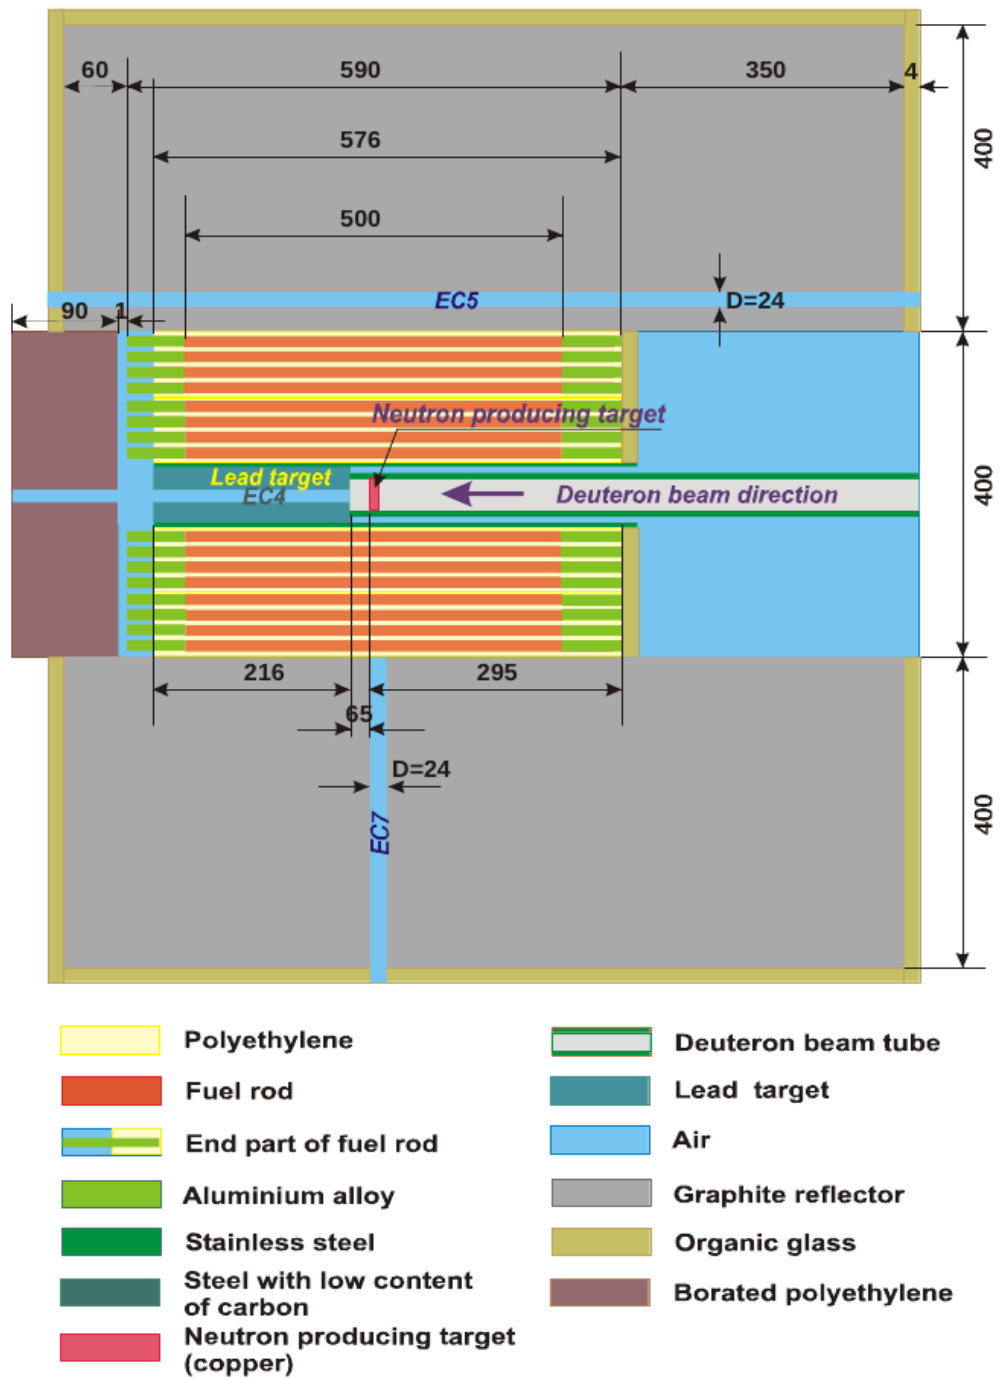 60
590
350
4
576
400
500
EC5
D=24
90
1
Neutron producing target
Lead target
EC4
Deuteron beam direction
400
216
295
65
D=24
EC7
400
Polyethylene
Fuel rod
End part of fuel rod
Aluminium alloy
Stainless steel
Steel with low content
of carbon
Neutron producing target
(copper)
Deuteron beam tube
Lead target
Air
Graphite reflector
Organic glass
Borated polyethylene